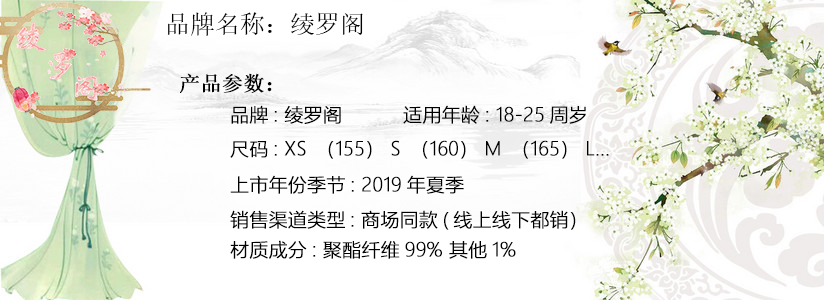 绫罗阁
品牌名称：绫罗阁
产品参数：
品牌 : 绫罗阁 适用年龄 : 18-25 周岁
尺码 : XS （155） S （160） M （165） L...
上市年份季节 : 2019 年夏季
销售渠道类型 : 商场同款 ( 线上线下都销 )
材质成分 : 聚酯纤维 99% 其他 1%